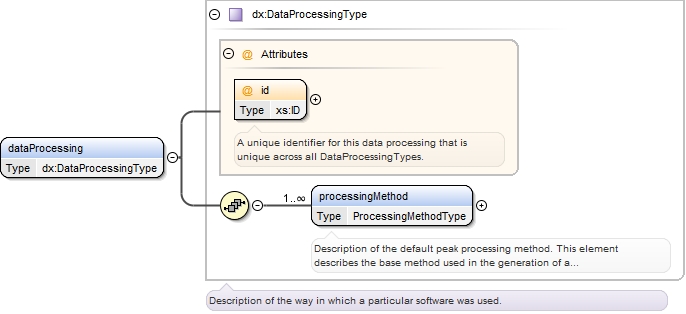 dx:DataProcessingType
@ Attributes
@ id
Type xs:ID
A unique identifier for this data processing that is
unique across all DataProcessingTypes.
dataProcessing
Type dx:DataProcessingType
1..∞
processingMethod
Type ProcessingMethodType
Description of the default peak processing method. This element
describes the base method used in the generation of a...
Description of the way in which a particular software was used.